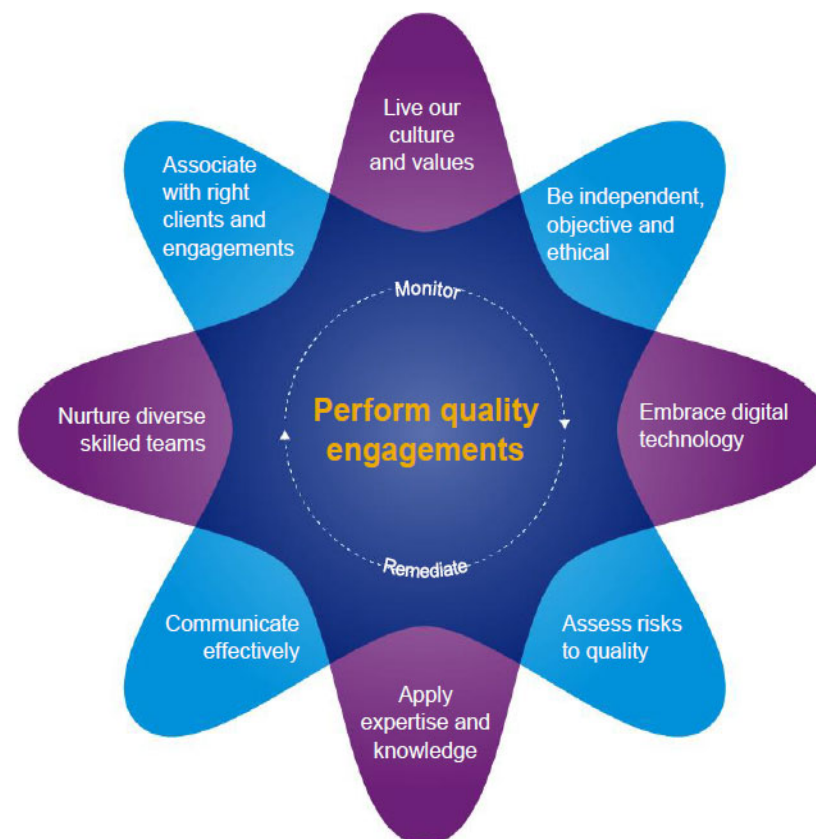 Live our
culture
and values
Associate
with right
clients and
engagements
Be independent,
objective and
ethical
Monitor
Perform quality
engagements
Nurture diverse
skilled teams
Embrace digital
technology
Remediate
Communicate
effectively
Assess risks
to quality
Apply
expertise and
knowledge